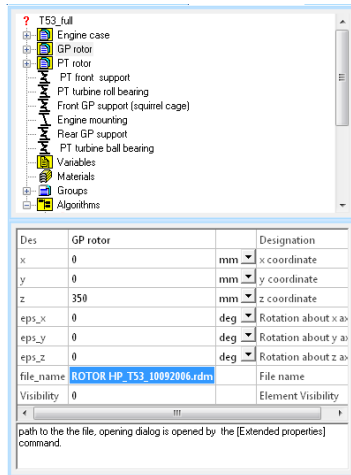 ? T53_full
Engine case
GP rotor
PT rotor
PT front support
PT turbine roll bearing
Front GP support (squirrel cage)
Engine mounting
Rear GP support
PT turbine ball bearing
Variables
Materials
Groups
Algorithms
Des GP rotor Designation
x 0 mm x coordinate
y 0 mm y coordinate
z 350 mm z coordinate
eps_x 0 deg Rotation about x ax
eps_y 0 deg Rotation about y ax
eps_z 0 deg Rotation about z ax
file_name ROTOR HP_T53_10092006.rdm File name
Visibility 0 Element Visibility
path to the the file, opening dialog is opened by the [Extended properties]
command.